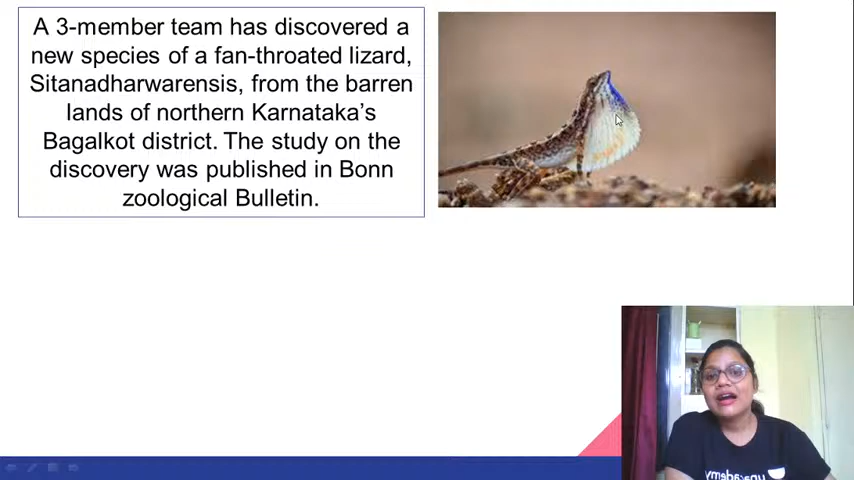 A 3-member team has discovered a
new species of a fan-throated lizard,
Sitanadharwarensis, from the barren
lands of northern Karnataka’s
Bagalkot district. The study on the
discovery was published in Bonn
zoological Bulletin.
unacademy